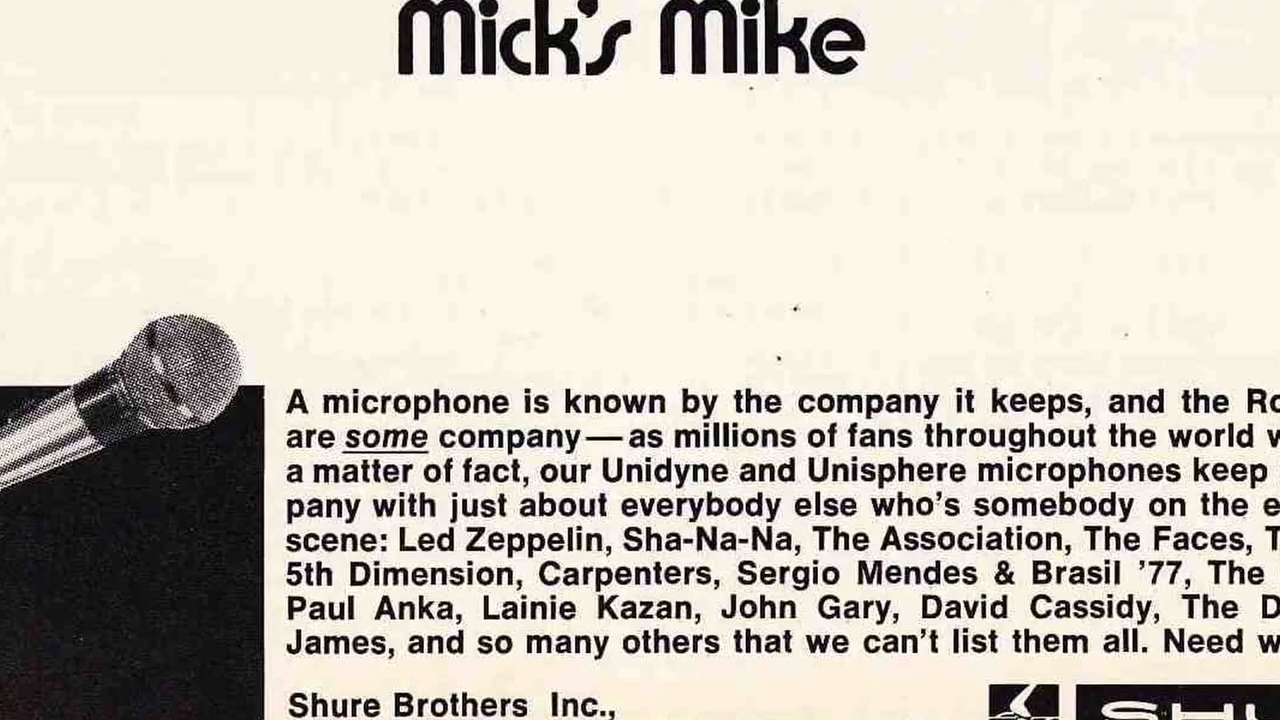 Mick's Mike
A microphone is known by the company it keeps, and the
are some company — as millions of fans throughout the world
a matter of fact, our Unidyne and Unisphere microphones keep
pany with just about everybody else who's somebody on the
scene: Led Zeppelin, Sha-Na-Na, The Association, The Faces,
5th Dimension, Carpenters, Sergio Mendes & Brasil '77, The
Paul Anka, Lainie Kazan, John Gary, David Cassidy, The
James, and so many others that we can't list them all. Need
Shure Brothers Inc.,